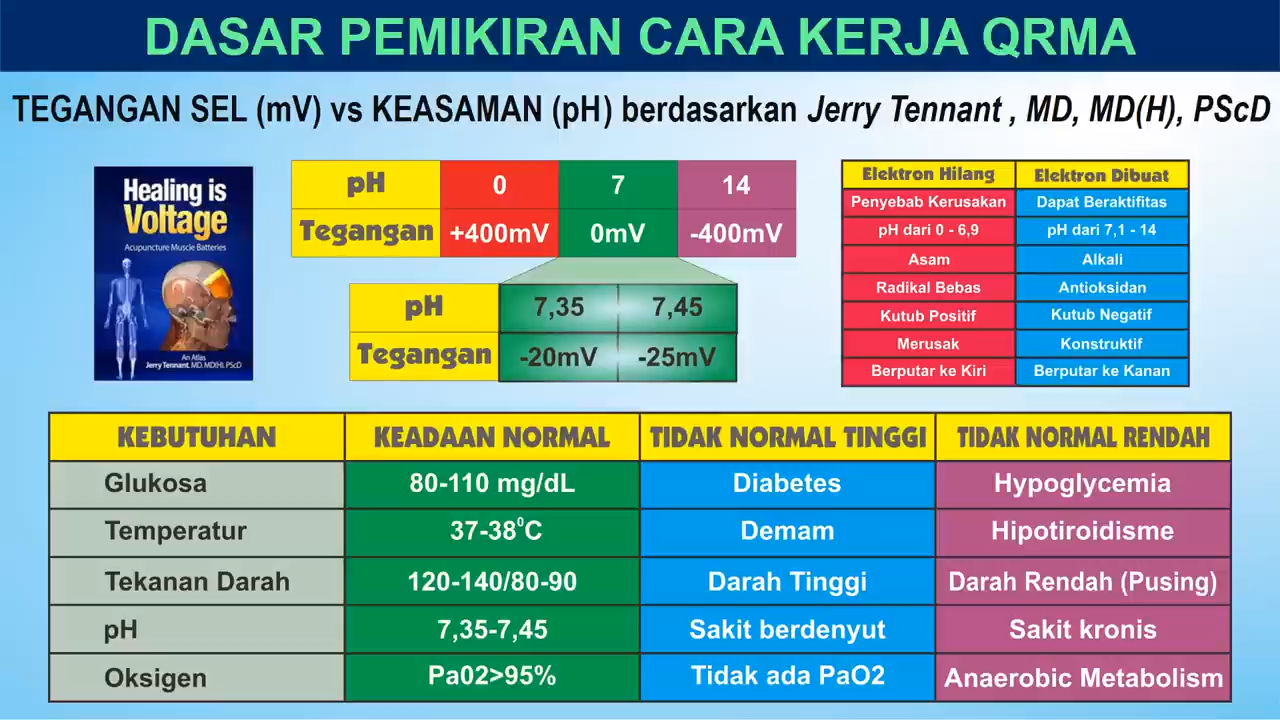 DASAR PEMIKIRAN CARA KERJA QRMA
TEGANGAN SEL (mV) vs KEASAMAN (pH) berdasarkan Jerry Tennant , MD, MD(H), PScD
Healing is
Voltage
Acupuncture Muscle Batteries
An Atlas
Jerry Tennant, MD, MD(H), PScD
pH 0 7 14
Tegangan +400mV 0mV -400mV
pH 7,35 7,45
Tegangan -20mV -25mV
Elektron Hilang Elektron Dibuat
Penyebab Kerusakan Dapat Beraktifitas
pH dari 0 - 6,9 pH dari 7,1 - 14
Asam Alkali
Radikal Bebas Antioksidan
Kutub Positif Kutub Negatif
Merusak Konstruktif
Berputar ke Kiri Berputar ke Kanan
KEBUTUHAN KEADAAN NORMAL TIDAK NORMAL TINGGI TIDAK NORMAL RENDAH
Glukosa 80-110 mg/dL Diabetes Hypoglycemia
Temperatur 37-38⁰C Demam Hipotiroidisme
Tekanan Darah 120-140/80-90 Darah Tinggi Darah Rendah (Pusing)
pH 7,35-7,45 Sakit berdenyut Sakit kronis
Oksigen Pa02>95% Tidak ada PaO2 Anaerobic Metabolism